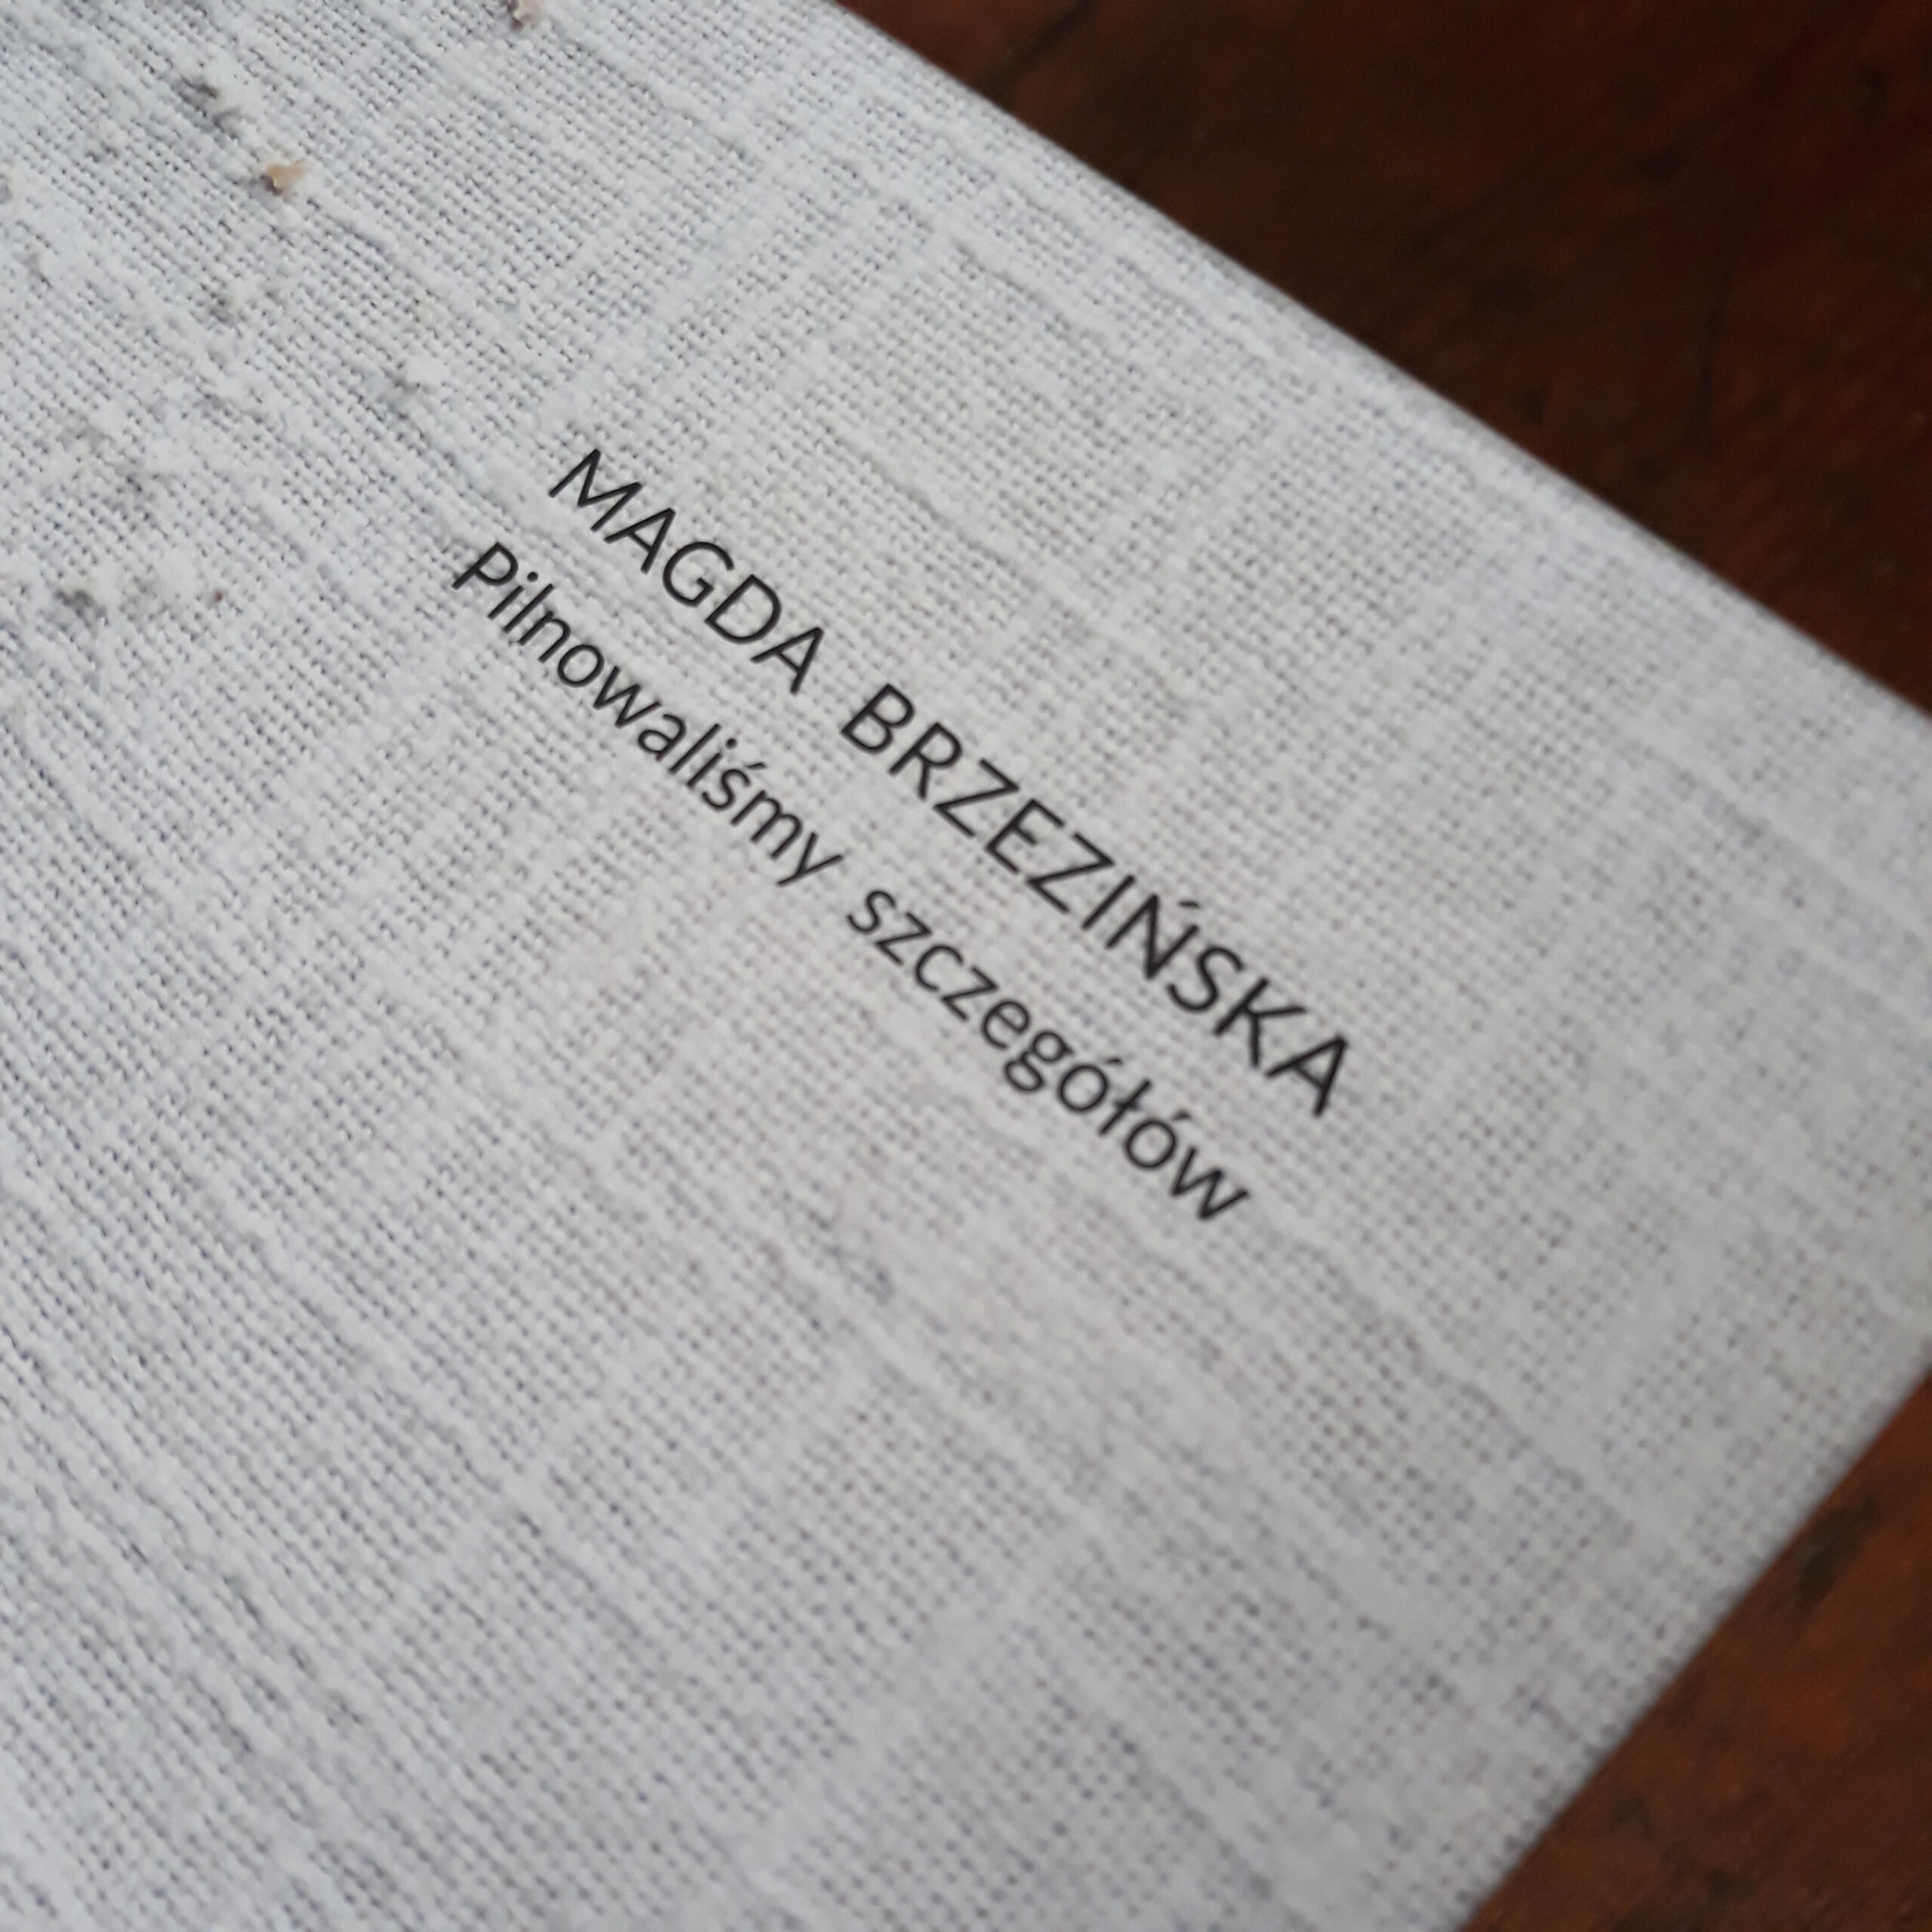 MAGDA BRZEZIŃSKA
Pilnowaliśmy szczegółów